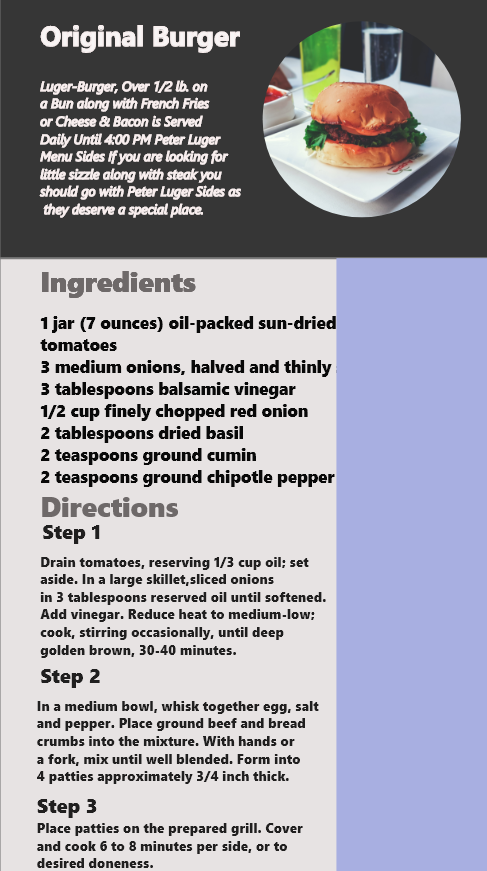 Original Burger
Luger-Burger, Over 1/2 lb. on
a Bun along with French Fries
or Cheese & Bacon is Served
Daily Until 4:00 PM Peter Luger
Menu Sides If you are looking for
little sizzle along with steak you
should go with Peter Luger Sides as
they deserve a special place.
Ingredients
1 jar (7 ounces) oil-packed sun-dried
tomatoes
3 medium onions, halved and thinly
3 tablespoons balsamic vinegar
1/2 cup finely chopped red onion
2 tablespoons dried basil
2 teaspoons ground cumin
2 teaspoons ground chipotle pepper
Directions
Step 1
Drain tomatoes, reserving 1/3 cup oil; set
aside. In a large skillet,sliced onions
in 3 tablespoons reserved oil until softened.
Add vinegar. Reduce heat to medium-low;
cook, stirring occasionally, until deep
golden brown, 30-40 minutes.
Step 2
In a medium bowl, whisk together egg, salt
and pepper. Place ground beef and bread
crumbs into the mixture. With hands or
a fork, mix until well blended. Form into
4 patties approximately 3/4 inch thick.
Step 3
Place patties on the prepared grill. Cover
and cook 6 to 8 minutes per side, or to
desired doneness.